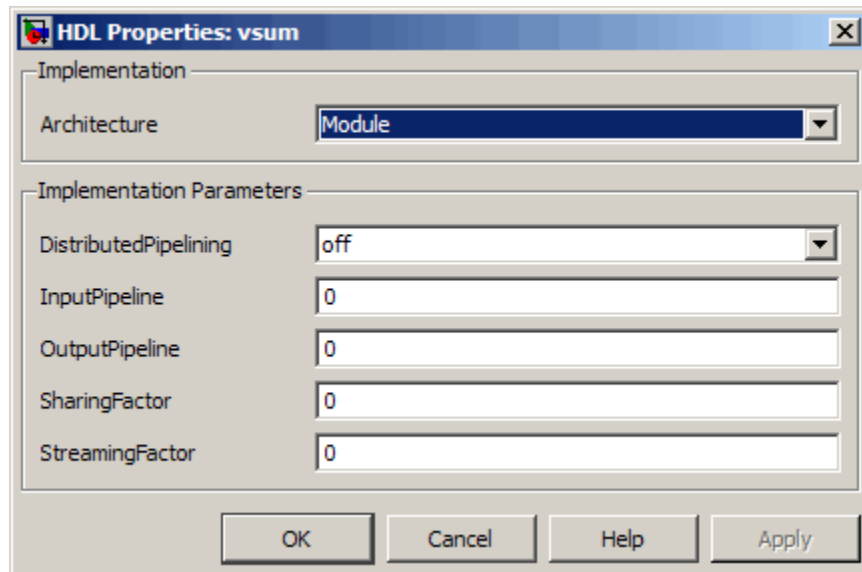 HDL Properties: vsum
Implementation
Architecture Module
Implementation Parameters
DistributedPipelining off
InputPipeline 0
OutputPipeline 0
SharingFactor 0
StreamingFactor 0
OK Cancel Help Apply